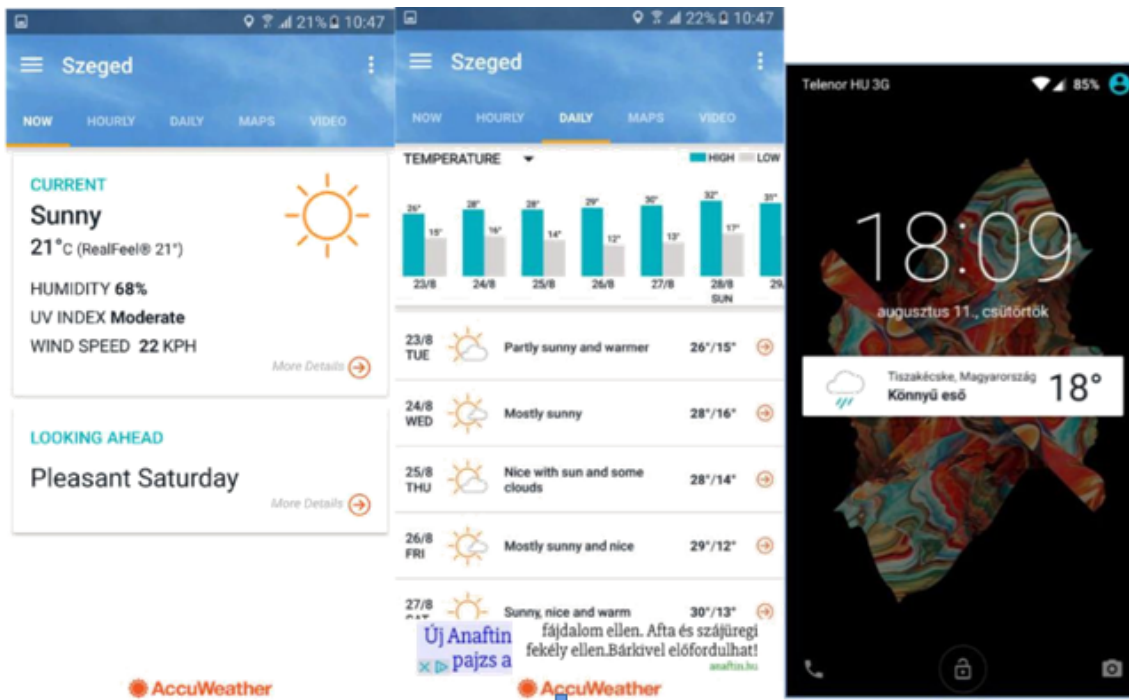 21% 10:47
Szeged
NOW HOURLY DAILY MAPS VIDEO
CURRENT
Sunny
21°C (RealFeel® 21°)
HUMIDITY 68%
UV INDEX Moderate
WIND SPEED 22 KPH
More Details
LOOKING AHEAD
Pleasant Saturday
More Details
AccuWeather
22% 10:47
Szeged
NOW HOURLY DAILY MAPS VIDEO
TEMPERATURE HIGH LOW
26° 15° 28° 16° 28° 14° 29° 12° 30° 13° 32° 17° 31°
23/8 24/8 25/8 26/8 27/8 28/8 29/
SUN
23/8
TUE
Partly sunny and warmer 26°/15°
24/8
WED
Mostly sunny 28°/16°
25/8
THU
Nice with sun and some
clouds
28°/14°
26/8
FRI
Mostly sunny and nice 29°/12°
27/8
SAT
Sunny, nice and warm 30°/13°
Új Anaftin
pajzs a
fájdalom ellen. Afta és szájüregi
fekély ellen.Bárkivel előfordulhat!
anaftin.hu
AccuWeather
Telenor HU 3G 85%
18:09
augusztus 11., csütörtök
Tiszakécske, Magyarország
Könnyű eső
18°